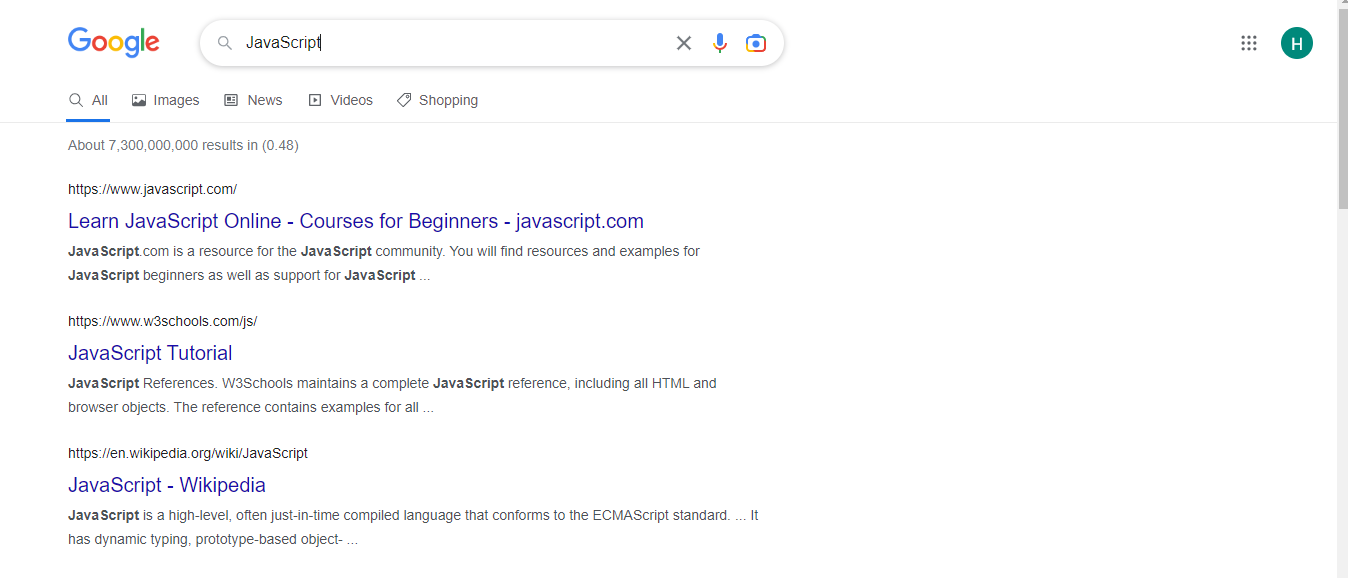 Google
JavaScript
H
All Images News Videos Shopping
About 7,300,000,000 results in (0.48)
https://www.javascript.com/
Learn JavaScript Online - Courses for Beginners - javascript.com
JavaScript.com is a resource for the JavaScript community. You will find resources and examples for
JavaScript beginners as well as support for JavaScript ...
https://www.w3schools.com/js/
JavaScript Tutorial
JavaScript References. W3Schools maintains a complete JavaScript reference, including all HTML and
browser objects. The reference contains examples for all ...
https://en.wikipedia.org/wiki/JavaScript
JavaScript - Wikipedia
JavaScript is a high-level, often just-in-time compiled language that conforms to the ECMAScript standard. ... It
has dynamic typing, prototype-based object- ...